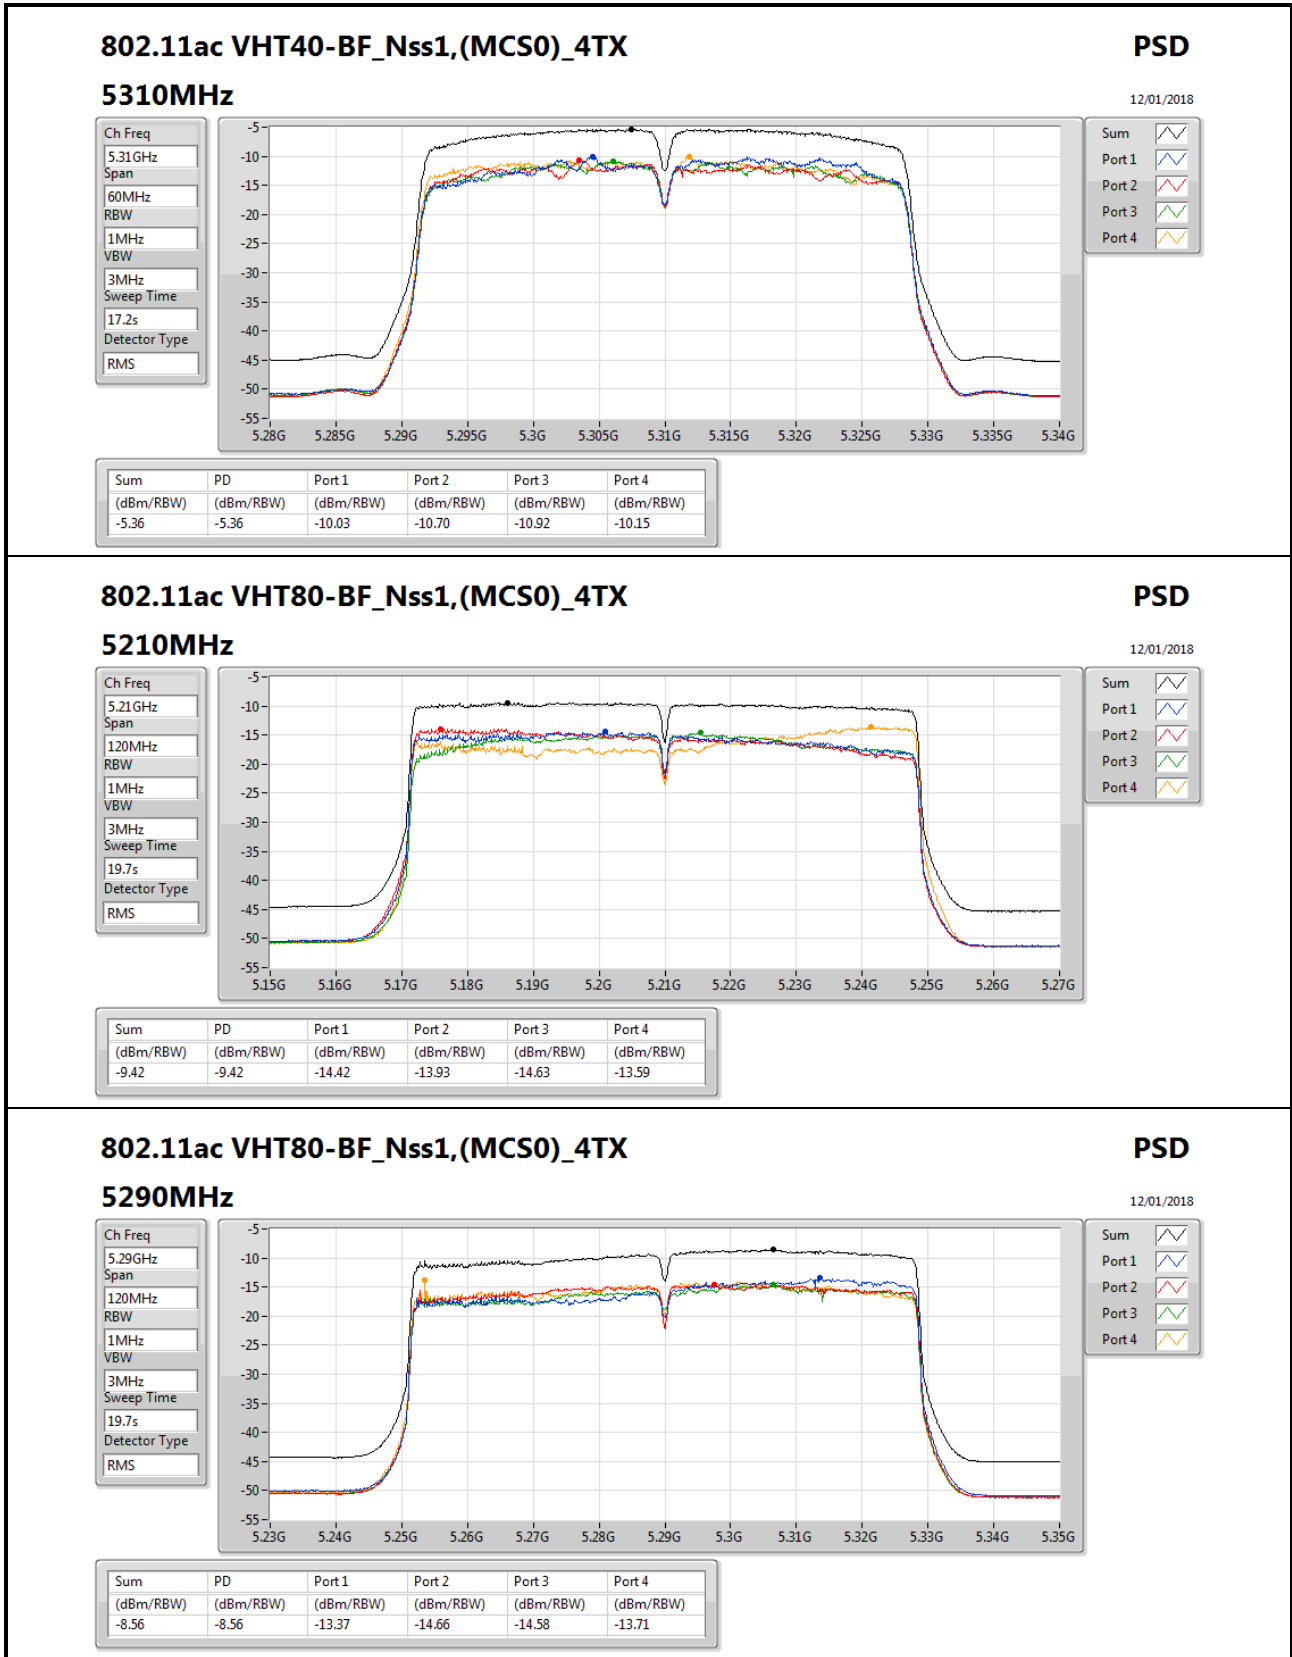 802.11ac VHT40-BF_Nss1,(MCS0)_4TX PSD
5310MHz 12/01/2018
Ch Freq
5.31GHz
Span
60MHz
RBW
1MHz
VBW
3MHz
Sweep Time
17.2s
Detector Type
RMS
-5
-10
-15
-20
-25
-30
-35
-40
-45
-50
-55
5.28G 5.285G 5.29G 5.295G 5.3G 5.305G 5.31G 5.315G 5.32G 5.325G 5.33G 5.335G 5.34G
Sum
Port 1
Port 2
Port 3
Port 4
Sum PD Port 1 Port 2 Port 3 Port 4
(dBm/RBW) (dBm/RBW) (dBm/RBW) (dBm/RBW) (dBm/RBW) (dBm/RBW)
-5.36 -5.36 -10.03 -10.70 -10.92 -10.15
802.11ac VHT80-BF_Nss1,(MCS0)_4TX PSD
5210MHz 12/01/2018
Ch Freq
5.21GHz
Span
120MHz
RBW
1MHz
VBW
3MHz
Sweep Time
19.7s
Detector Type
RMS
-5
-10
-15
-20
-25
-30
-35
-40
-45
-50
-55
5.15G 5.16G 5.17G 5.18G 5.19G 5.2G 5.21G 5.22G 5.23G 5.24G 5.25G 5.26G 5.27G
Sum
Port 1
Port 2
Port 3
Port 4
Sum PD Port 1 Port 2 Port 3 Port 4
(dBm/RBW) (dBm/RBW) (dBm/RBW) (dBm/RBW) (dBm/RBW) (dBm/RBW)
-9.42 -9.42 -14.42 -13.93 -14.63 -13.59
802.11ac VHT80-BF_Nss1,(MCS0)_4TX PSD
5290MHz 12/01/2018
Ch Freq
5.29GHz
Span
120MHz
RBW
1MHz
VBW
3MHz
Sweep Time
19.7s
Detector Type
RMS
-5
-10
-15
-20
-25
-30
-35
-40
-45
-50
-55
5.23G 5.24G 5.25G 5.26G 5.27G 5.28G 5.29G 5.3G 5.31G 5.32G 5.33G 5.34G 5.35G
Sum
Port 1
Port 2
Port 3
Port 4
Sum PD Port 1 Port 2 Port 3 Port 4
(dBm/RBW) (dBm/RBW) (dBm/RBW) (dBm/RBW) (dBm/RBW) (dBm/RBW)
-8.56 -8.56 -13.37 -14.66 -14.58 -13.71